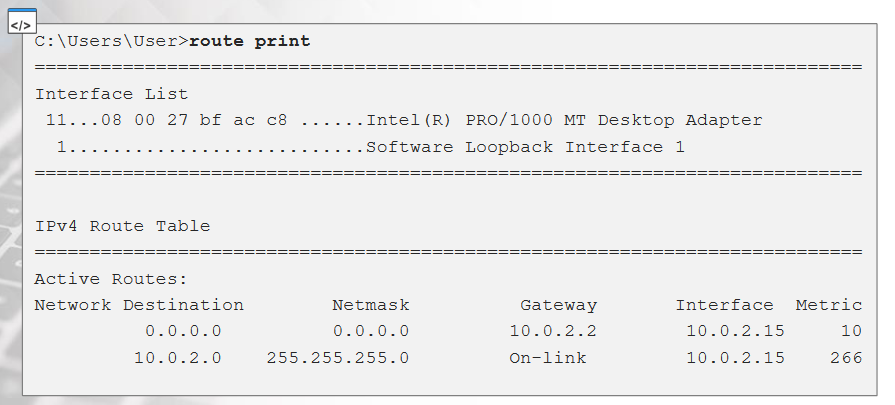 </>
C:\Users\User>route print
===========================================================================
Interface List
 11...08 00 27 bf ac c8 ......Intel(R) PRO/1000 MT Desktop Adapter
  1...........................Software Loopback Interface 1
===========================================================================
IPv4 Route Table
===========================================================================
Active Routes:
Network Destination        Netmask          Gateway       Interface  Metric
          0.0.0.0          0.0.0.0         10.0.2.2        10.0.2.15     10
         10.0.2.0    255.255.255.0         On-link         10.0.2.15    266